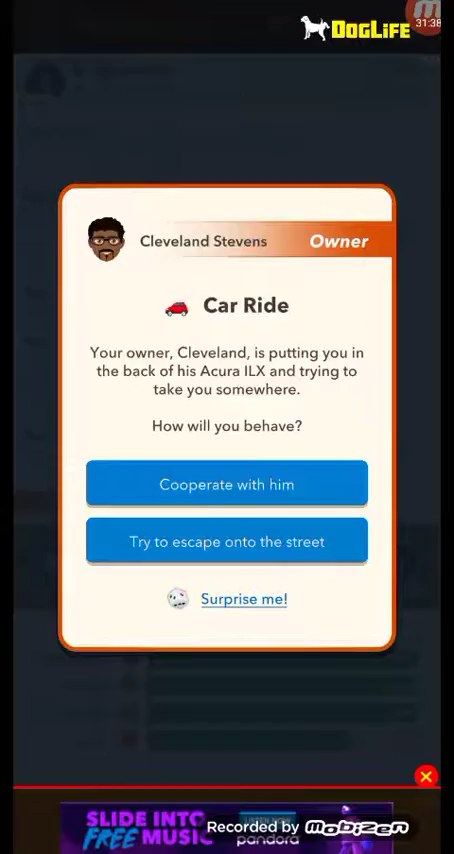 DOGLIFE
31:38
Cleveland Stevens
Owner
Car Ride
Your owner, Cleveland, is putting you in
the back of his Acura ILX and trying to
take you somewhere.
How will you behave?
Cooperate with him
Try to escape onto the street
Surprise me!
SLIDE INTO
FREE MUSIC
LISTEN NOW
pandora
Recorded by mobizen